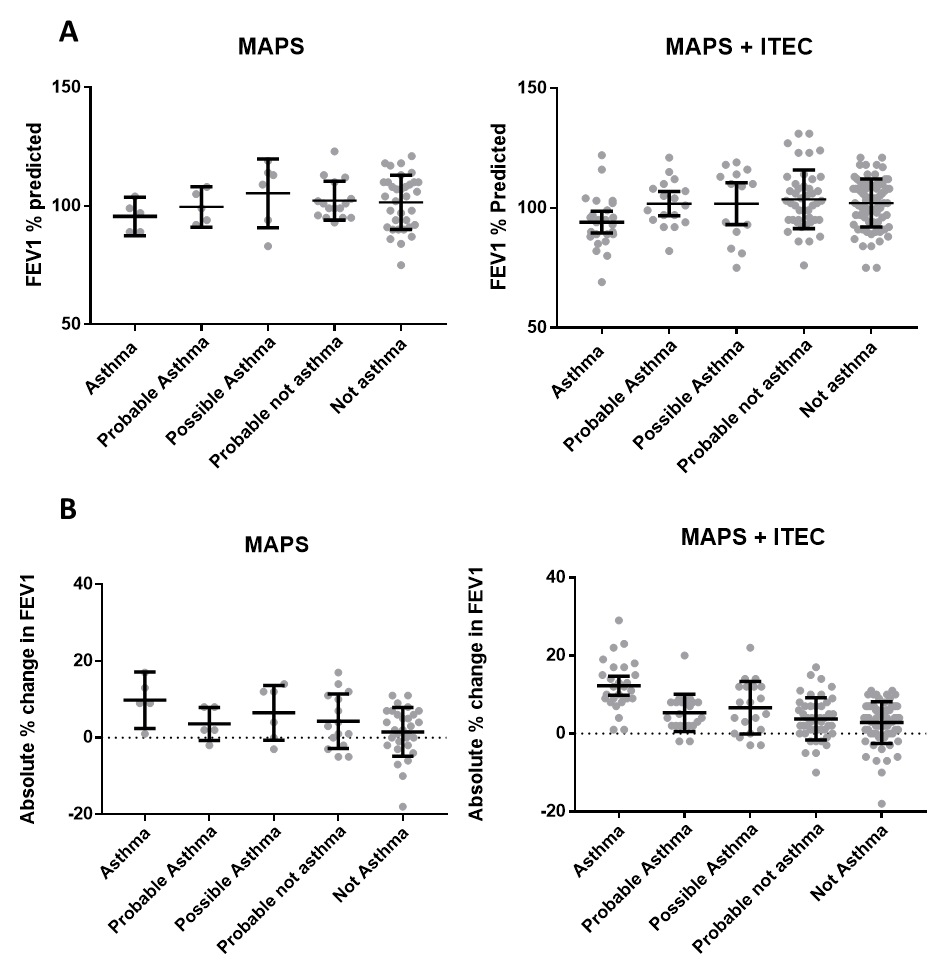 A
MAPS
MAPS + ITEC
FEV1 % predicted
150
100
50
Asthma
Probable Asthma
Possible Asthma
Probable not asthma
Not asthma
FEV1 % Predicted
150
100
50
Asthma
Probable Asthma
Possible Asthma
Probable not asthma
Not asthma
B
MAPS
MAPS + ITEC
Absolute % change in FEV1
40
20
0
-20
Asthma
Probable Asthma
Possible Asthma
Probable not asthma
Not Asthma
Absolute % change in FEV1
40
20
0
-20
Asthma
Probable Asthma
Possible Asthma
Probable not asthma
Not Asthma